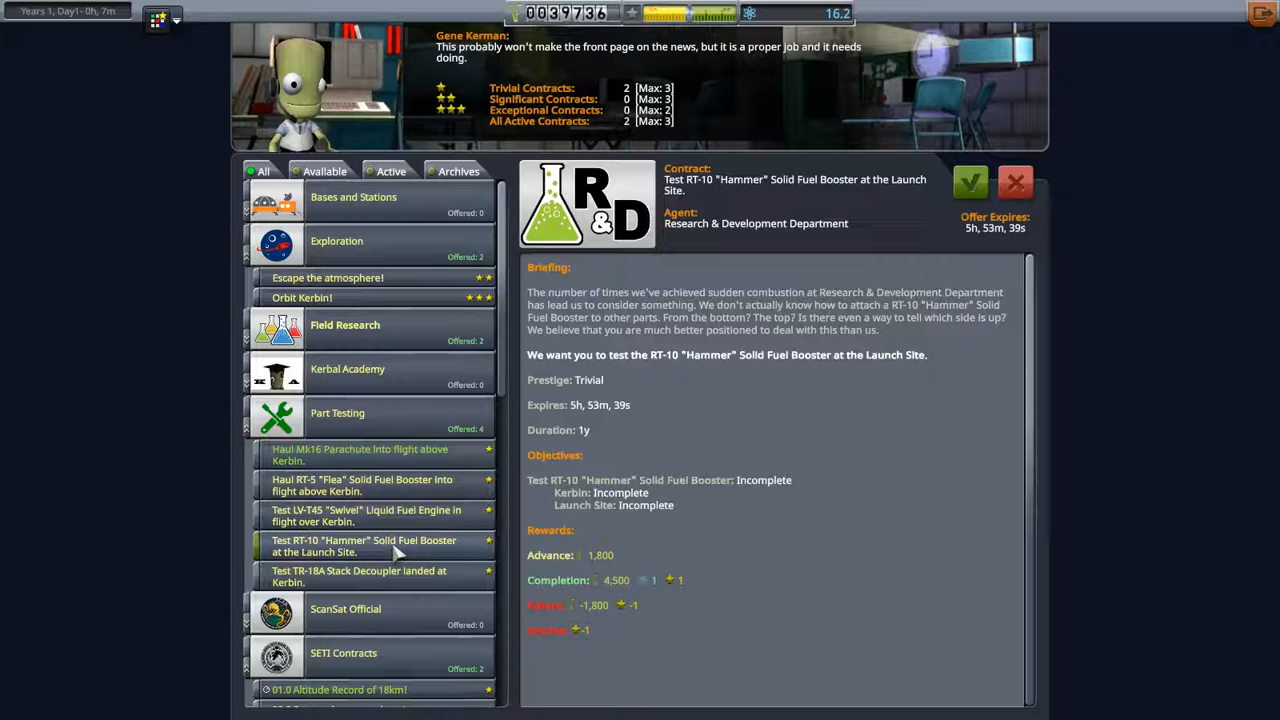 Years 1, Day1- 0h, 7m
0039736
16.2
Gene Kerman:
This probably won't make the front page on the news, but it is a proper job and it needs
doing.
Trivial Contracts: 2 [Max: 3]
Significant Contracts: 0 [Max: 3]
Exceptional Contracts: 0 [Max: 2]
All Active Contracts: 2 [Max: 3]
All
Available
Active
Archives
Bases and Stations
Offered: 0
Exploration
Offered: 2
Escape the atmosphere!
Orbit Kerbin!
Field Research
Offered: 2
Kerbal Academy
Offered: 0
Part Testing
Offered: 4
Haul Mk16 Parachute into flight above
Kerbin.
Haul RT-5 "Flea" Solid Fuel Booster into
flight above Kerbin.
Test LV-T45 "Swivel" Liquid Fuel Engine in
flight over Kerbin.
Test RT-10 "Hammer" Solid Fuel Booster
at the Launch Site.
Test TR-18A Stack Decoupler landed at
Kerbin.
ScanSat Official
Offered: 0
SETI Contracts
Offered: 2
01.0 Altitude Record of 18km!
R
&D
Contract:
Test RT-10 "Hammer" Solid Fuel Booster at the Launch
Site.
Agent:
Research & Development Department
Offer Expires:
5h, 53m, 39s
Briefing:
The number of times we've achieved sudden combustion at Research & Development Department
has lead us to consider something. We don't actually know how to attach a RT-10 "Hammer" Solid
Fuel Booster to other parts. From the bottom? The top? Is there even a way to tell which side is up?
We believe that you are much better positioned to deal with this than us.
We want you to test the RT-10 "Hammer" Solid Fuel Booster at the Launch Site.
Prestige: Trivial
Expires: 5h, 53m, 39s
Duration: 1y
Objectives:
Test RT-10 "Hammer" Solid Fuel Booster: Incomplete
Kerbin: Incomplete
Launch Site: Incomplete
Rewards:
Advance: 1,800
Completion: 4,500 1 1
Failure: -1,800 -1
Decline: -1